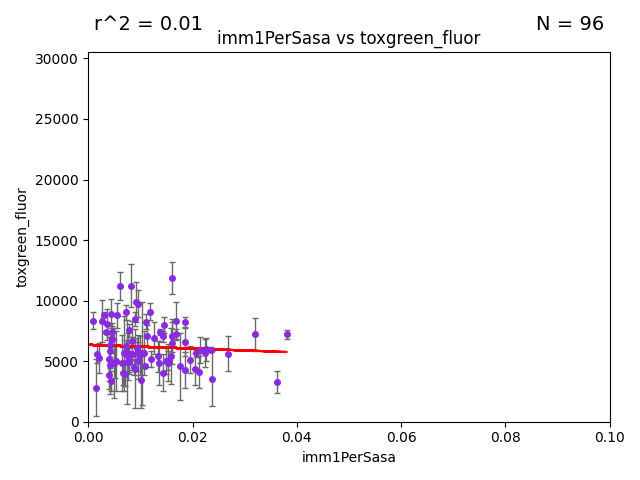 r^2 = 0.01
N = 96
imm1PerSasa vs toxgreen_fluor
30000
25000
20000
15000
10000
5000
0
toxgreen_fluor
0.00
0.02
0.04
0.06
0.08
0.10
imm1PerSasa